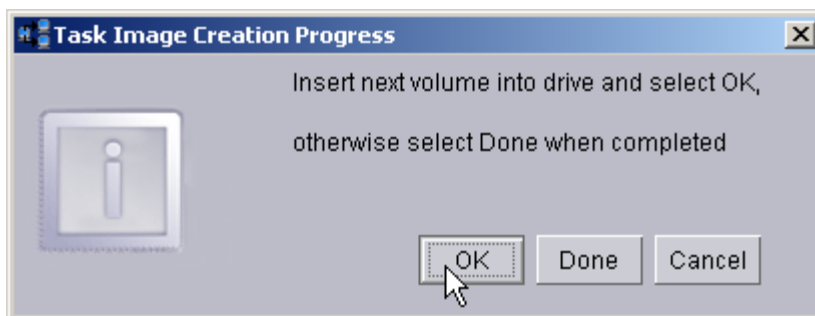 Task Image Creation Progress
Insert next volume into drive and select OK,
otherwise select Done when completed
OK Done Cancel